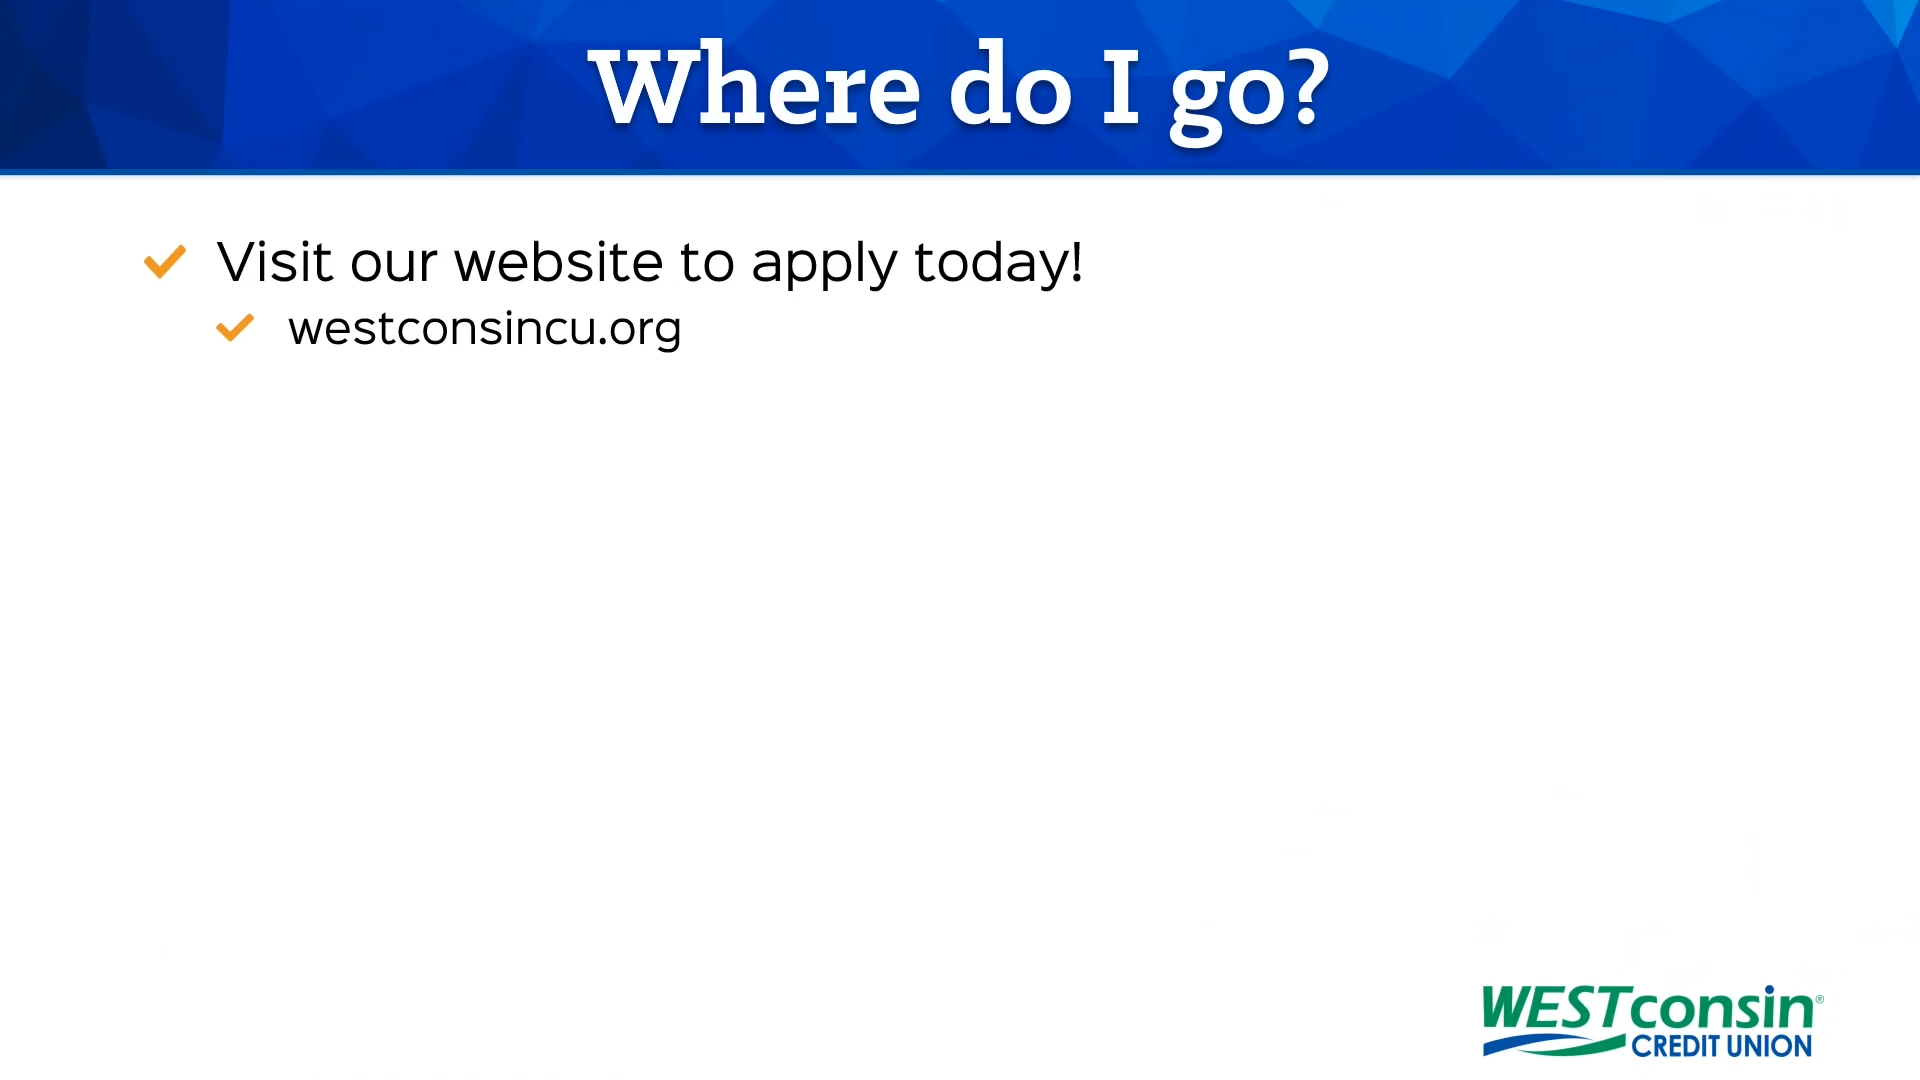 Where do I go?
Visit our website to apply today!
westconsincu.org
WESTconsin®
CREDIT UNION